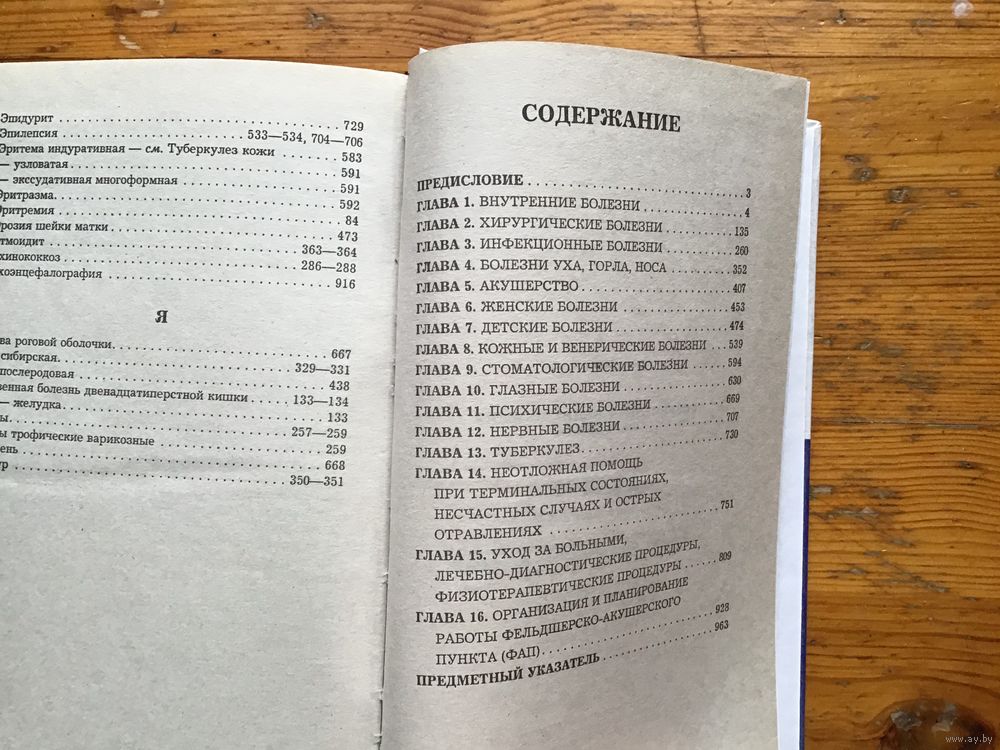 Эпидурит . . . 729
Эпилепсия . . . 533—534, 704—706
Эритема индуративная — см. Туберкулез кожи . . . 583
— узловатая . . . 591
— экссудативная многоформная . . . 591
Эритразма . . . 592
Эритремия . . . 84
розия шейки матки . . . 473
тмоидит . . . 363—364
хинококкоз . . . 286—288
хоэнцефалография . . . 916
Я
ва роговой оболочки . . . 667
сибирская . . . 329—331
послеродовая . . . 438
венная болезнь двенадцатиперстной кишки . . . 133—134
— желудка . . . 133
ы . . . 257—259
ы трофические варикозные . . . 259
ень . . . 668
р . . . 350—351
СОДЕРЖАНИЕ
ПРЕДИСЛОВИЕ . . . 3
ГЛАВА 1. ВНУТРЕННИЕ БОЛЕЗНИ . . . 4
ГЛАВА 2. ХИРУРГИЧЕСКИЕ БОЛЕЗНИ . . . 135
ГЛАВА 3. ИНФЕКЦИОННЫЕ БОЛЕЗНИ . . . 260
ГЛАВА 4. БОЛЕЗНИ УХА, ГОРЛА, НОСА . . . 352
ГЛАВА 5. АКУШЕРСТВО . . . 407
ГЛАВА 6. ЖЕНСКИЕ БОЛЕЗНИ . . . 453
ГЛАВА 7. ДЕТСКИЕ БОЛЕЗНИ . . . 474
ГЛАВА 8. КОЖНЫЕ И ВЕНЕРИЧЕСКИЕ БОЛЕЗНИ . . . 539
ГЛАВА 9. СТОМАТОЛОГИЧЕСКИЕ БОЛЕЗНИ . . . 594
ГЛАВА 10. ГЛАЗНЫЕ БОЛЕЗНИ . . . 630
ГЛАВА 11. ПСИХИЧЕСКИЕ БОЛЕЗНИ . . . 669
ГЛАВА 12. НЕРВНЫЕ БОЛЕЗНИ . . . 707
ГЛАВА 13. ТУБЕРКУЛЕЗ . . . 730
ГЛАВА 14. НЕОТЛОЖНАЯ ПОМОЩЬ
ПРИ ТЕРМИНАЛЬНЫХ СОСТОЯНИЯХ,
НЕСЧАСТНЫХ СЛУЧАЯХ И ОСТРЫХ
ОТРАВЛЕНИЯХ . . . 751
ГЛАВА 15. УХОД ЗА БОЛЬНЫМИ,
ЛЕЧЕБНО-ДИАГНОСТИЧЕСКИЕ ПРОЦЕДУРЫ,
ФИЗИОТЕРАПЕВТИЧЕСКИЕ ПРОЦЕДУРЫ . . . 809
ГЛАВА 16. ОРГАНИЗАЦИЯ И ПЛАНИРОВАНИЕ
РАБОТЫ ФЕЛЬДШЕРСКО-АКУШЕРСКОГО
ПУНКТА (ФАП) . . . 928
ПРЕДМЕТНЫЙ УКАЗАТЕЛЬ . . . 963
www.ay.by